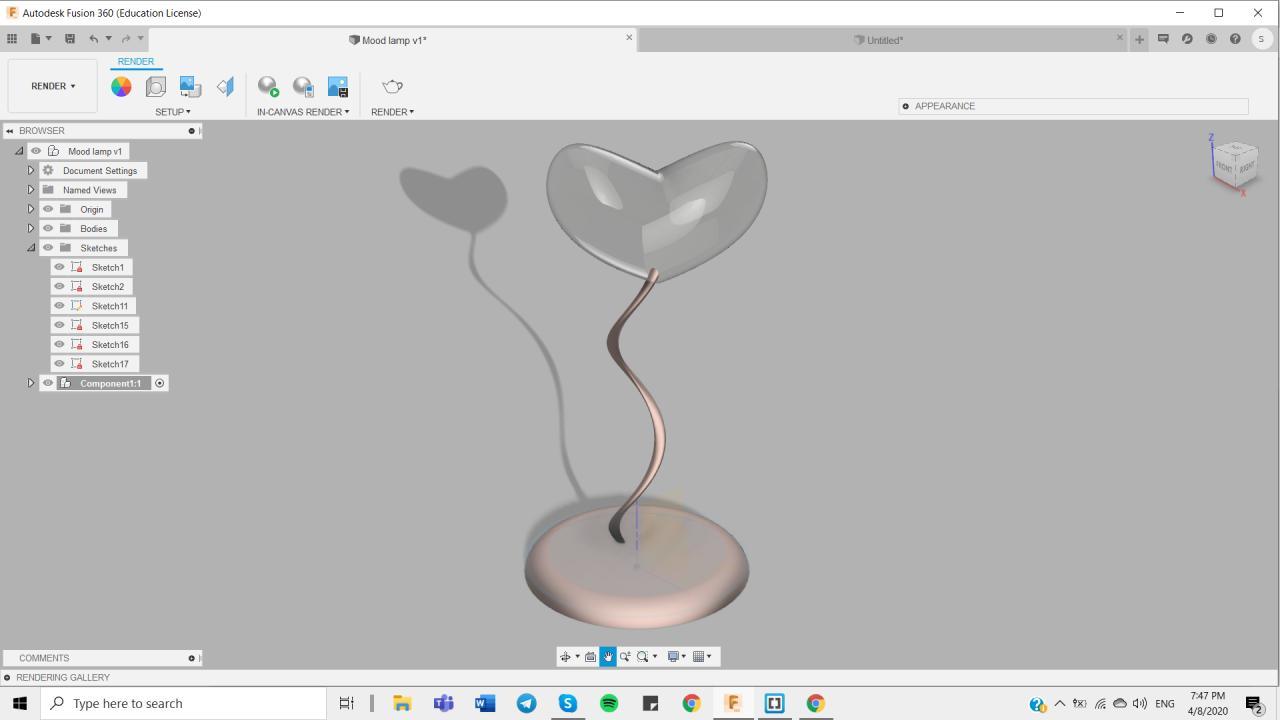 Autodesk Fusion 360 (Education License)
Mood lamp v1*
Untitled*
S
RENDER
RENDER
SETUP
IN-CANVAS RENDER
RENDER
APPEARANCE
BROWSER
Mood lamp v1
Document Settings
Named Views
Origin
Bodies
Sketches
Sketch1
Sketch2
Sketch11
Sketch15
Sketch16
Sketch17
Component1:1
Z
FRONT
RIGHT
X
COMMENTS
RENDERING GALLERY
Type here to search
ENG
7:47 PM
4/8/2020
2